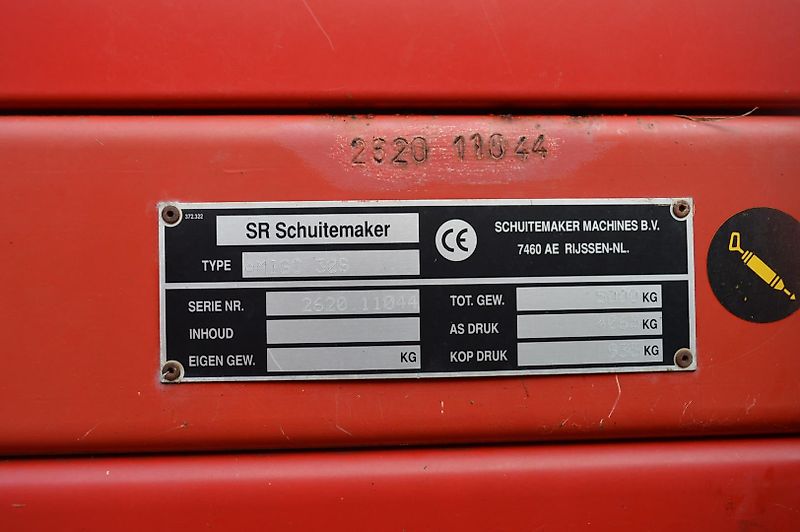 2620 11044
372.322
SR Schuitemaker
CE
SCHUITEMAKER MACHINES B.V.
7460 AE RIJSSEN-NL.
TYPE
SERIE NR. 2620.11044
INHOUD
EIGEN GEW. KG
TOT. GEW. KG
AS DRUK KG
KOP DRUK KG